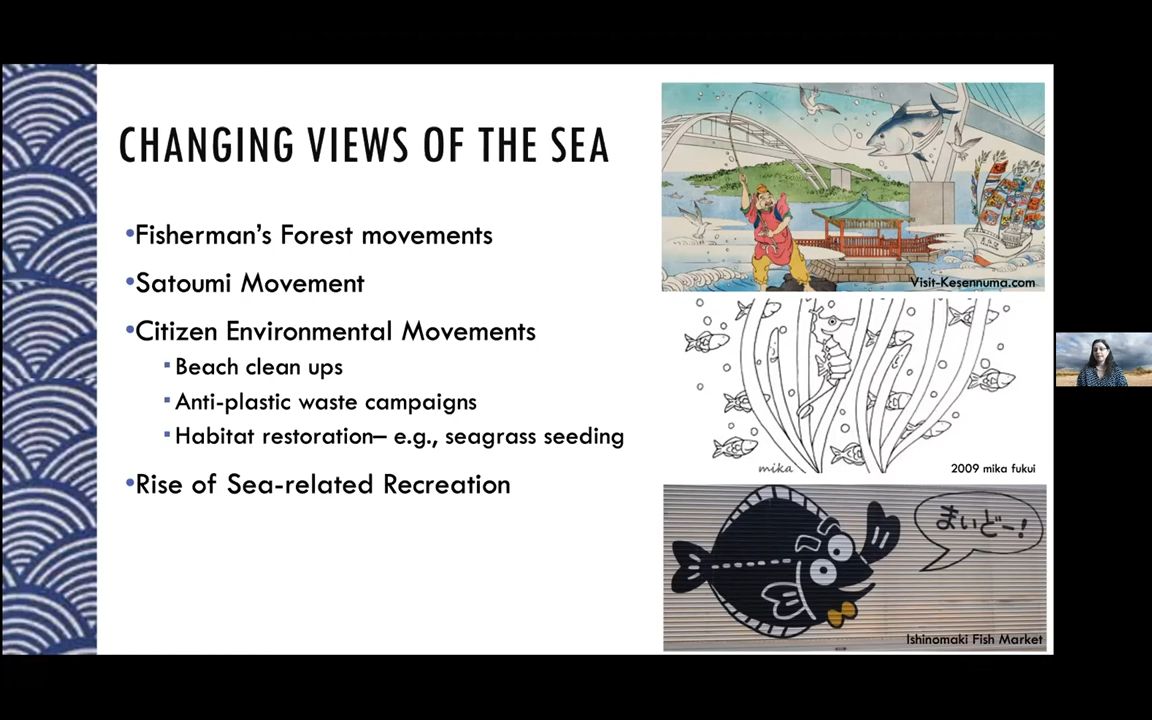 CHANGING VIEWS OF THE SEA
•Fisherman's Forest movements
•Satoumi Movement
•Citizen Environmental Movements
▪Beach clean ups
▪Anti-plastic waste campaigns
▪Habitat restoration– e.g., seagrass seeding
•Rise of Sea-related Recreation
Visit-Kesennuma.com
mika
2009 mika fukui
まいどー!
Ishinomaki Fish Market